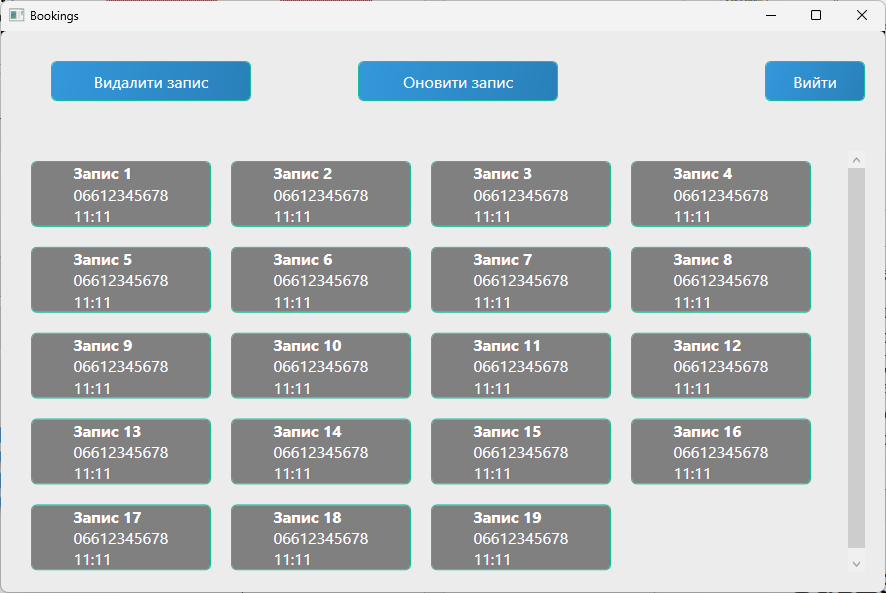 Bookings
Видалити запис
Оновити запис
Вийти
Запис 1
06612345678
11:11
Запис 2
06612345678
11:11
Запис 3
06612345678
11:11
Запис 4
06612345678
11:11
Запис 5
06612345678
11:11
Запис 6
06612345678
11:11
Запис 7
06612345678
11:11
Запис 8
06612345678
11:11
Запис 9
06612345678
11:11
Запис 10
06612345678
11:11
Запис 11
06612345678
11:11
Запис 12
06612345678
11:11
Запис 13
06612345678
11:11
Запис 14
06612345678
11:11
Запис 15
06612345678
11:11
Запис 16
06612345678
11:11
Запис 17
06612345678
11:11
Запис 18
06612345678
11:11
Запис 19
06612345678
11:11